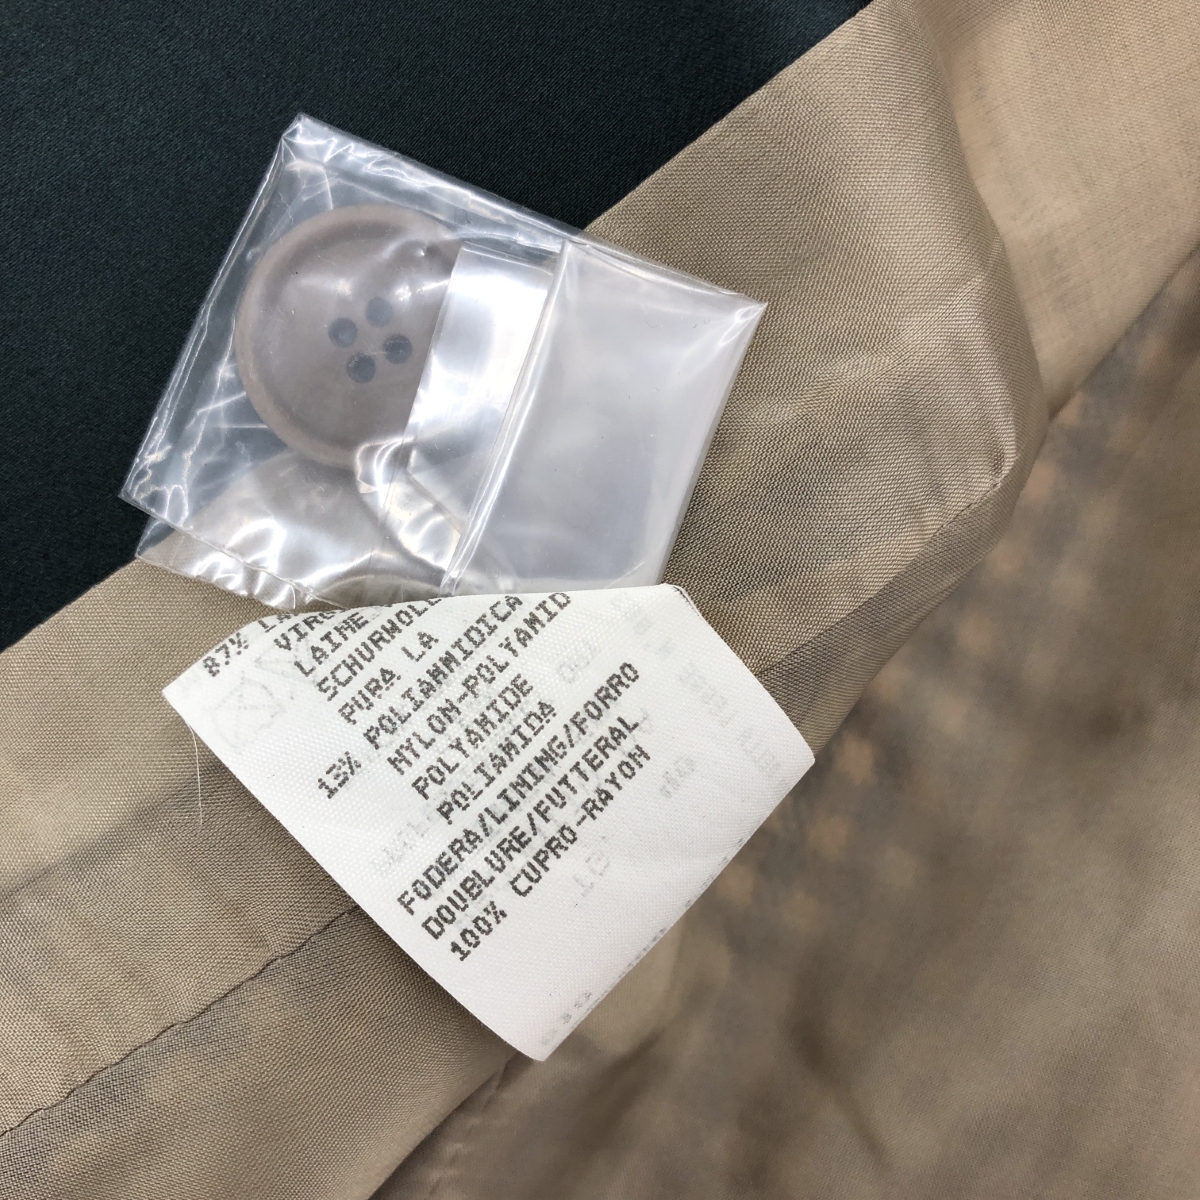 87%
VIRG
LAINE
SCHURWOLL
PURA LA
13% POLIAMMIDICA
NYLON-POLYAMID
POLYAMIDE
POLIAMIDA
FODERA/LINING/FORRO
DOUBLURE/FUTTERAL
100% CUPRO-RAYON